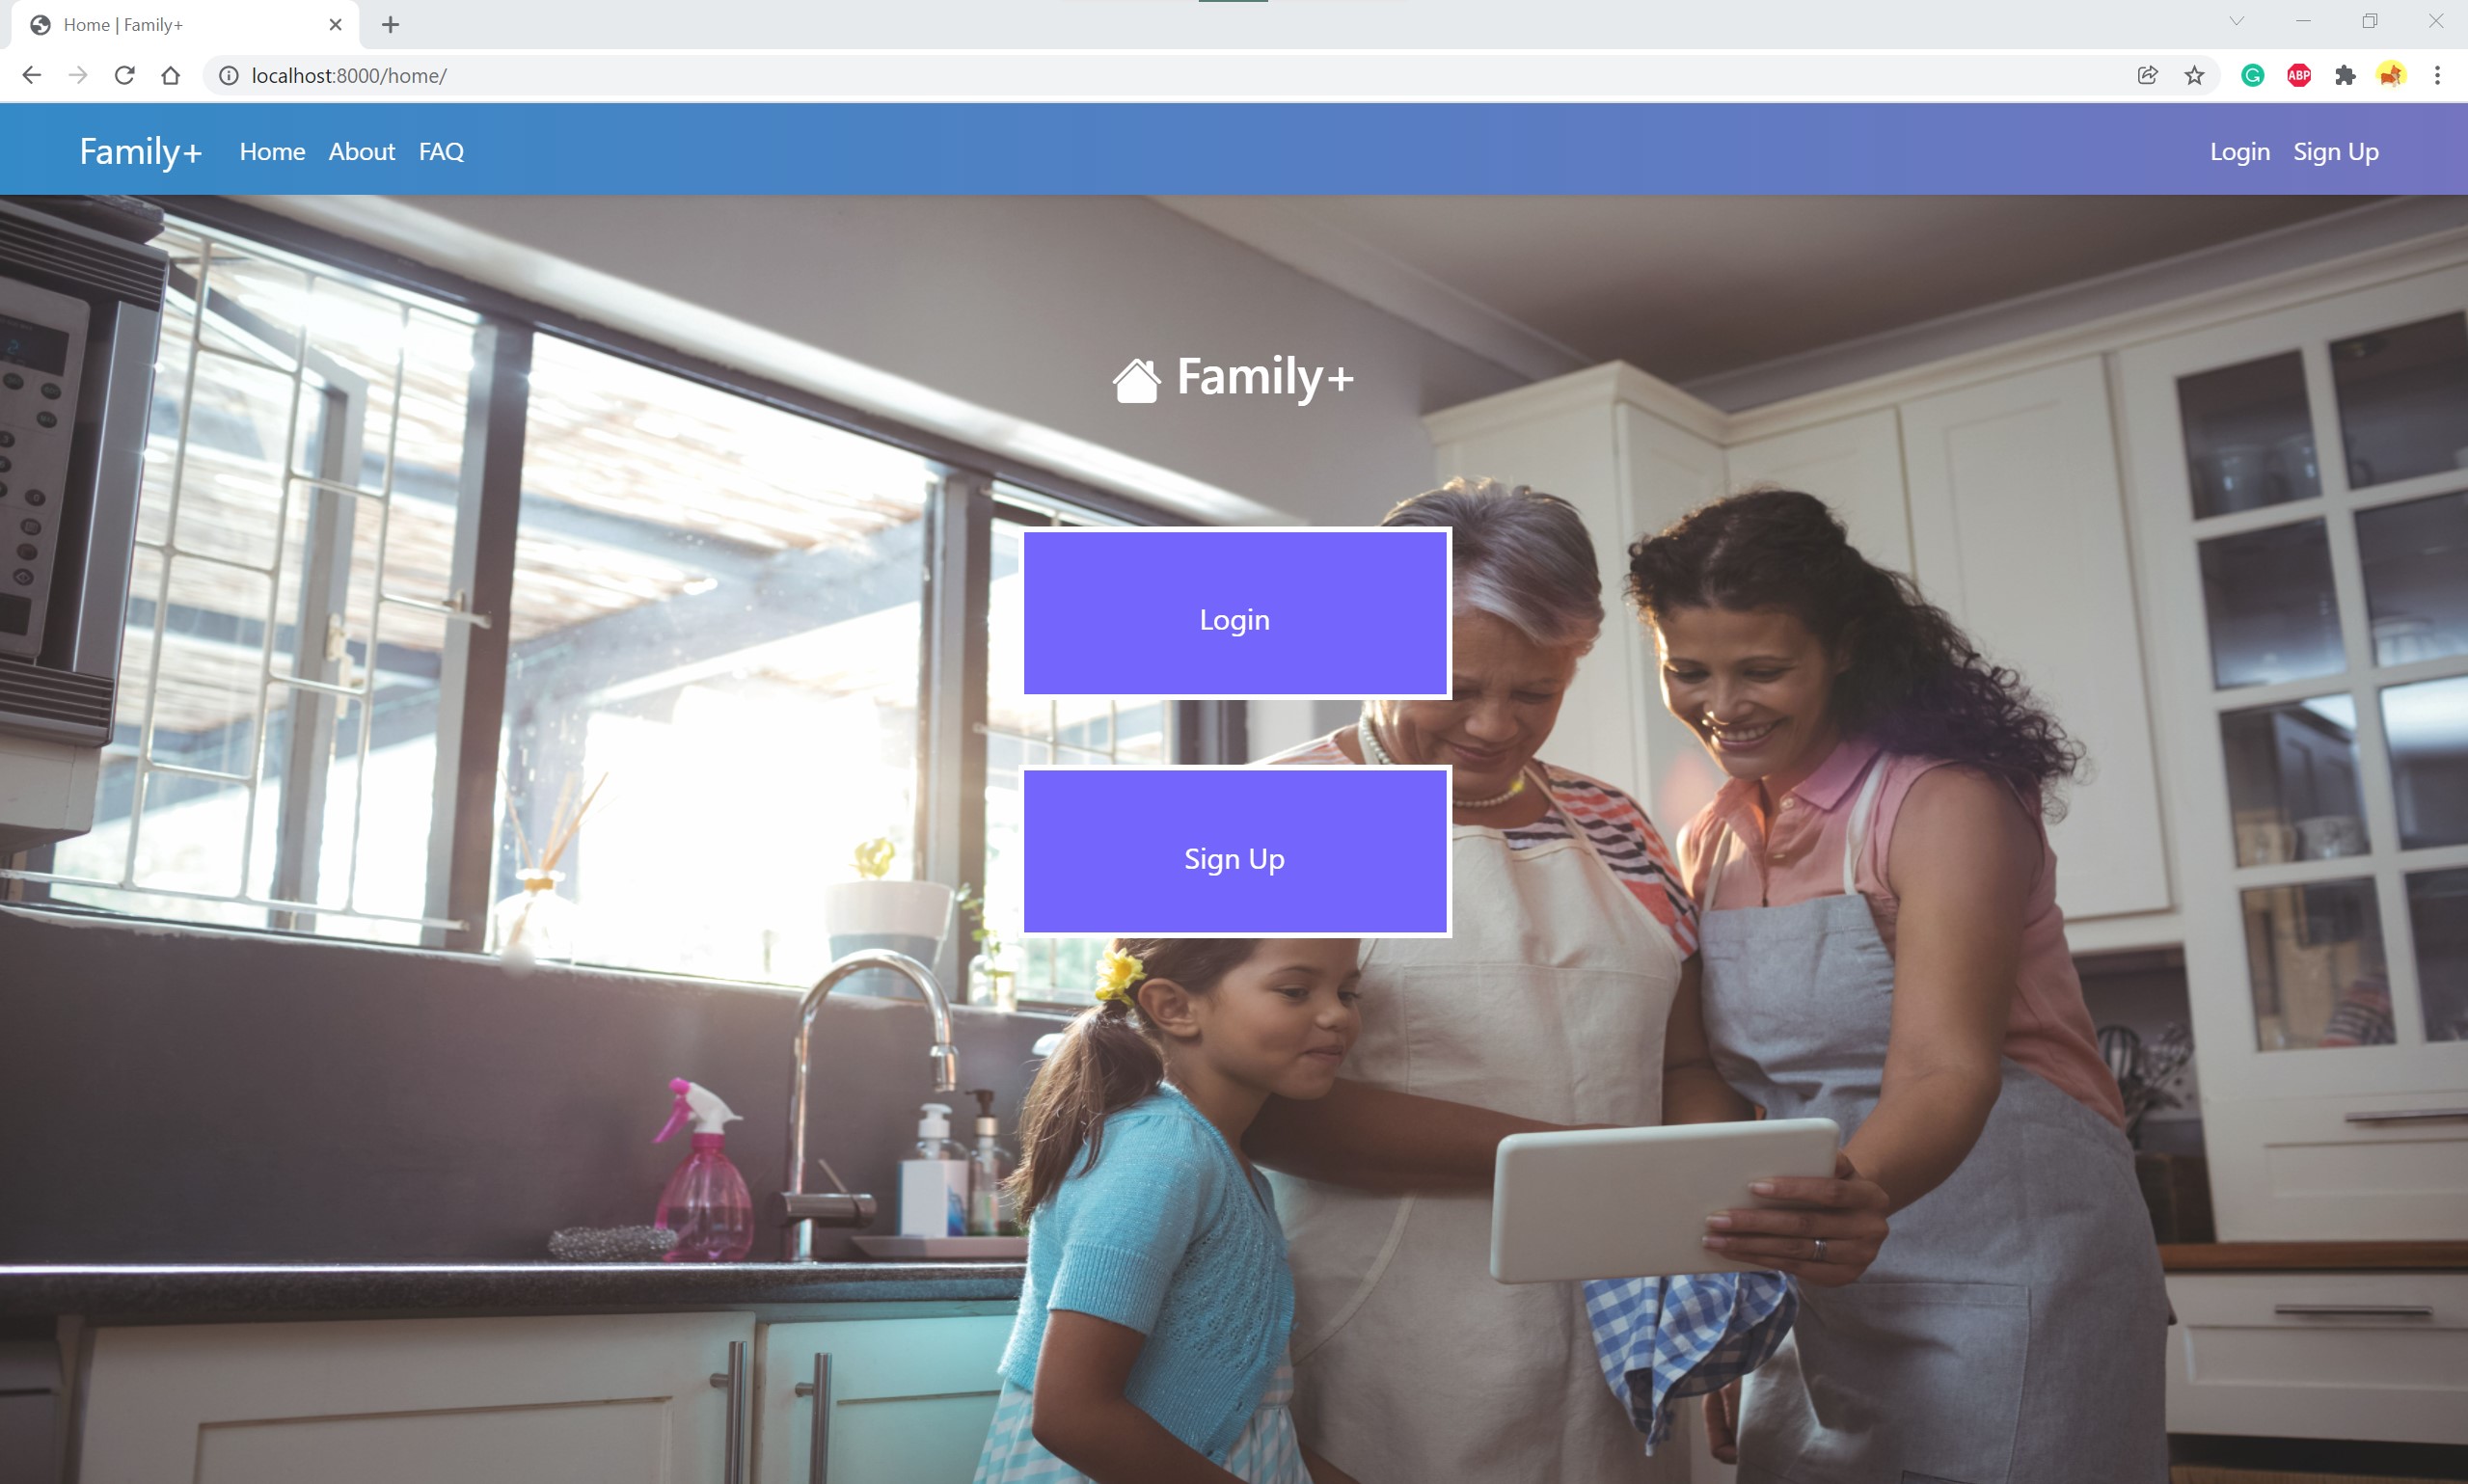 Home | Family+
localhost:8000/home/
ABP
Family+ Home About FAQ Login Sign Up
Family+
Login
Sign Up